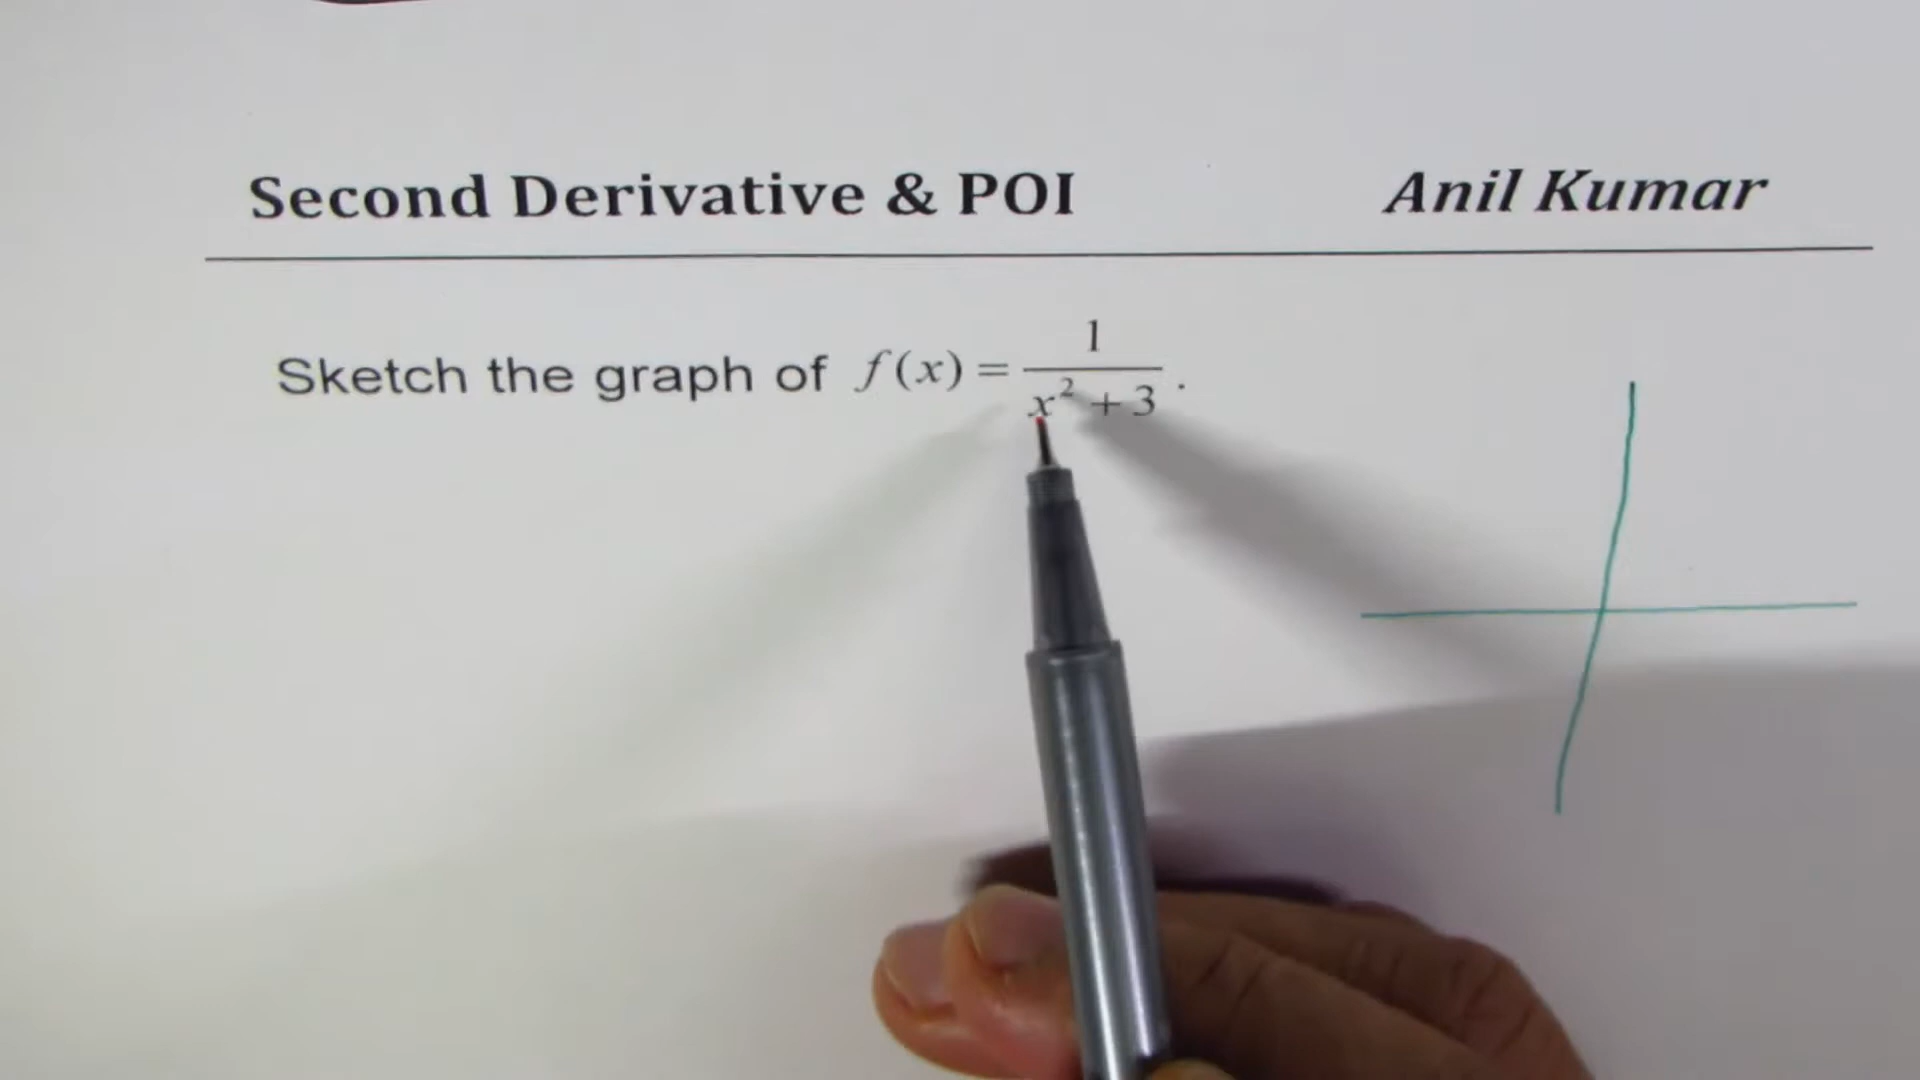 Second Derivative & POI Anil Kumar
Sketch the graph of f(x) = 1/(x² + 3).